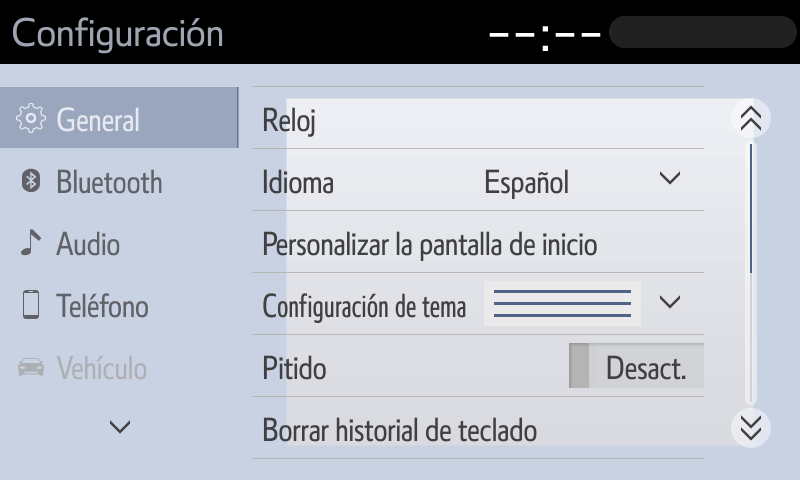 Configuración
--:--
General
Bluetooth
Audio
Teléfono
Vehículo
Reloj
Idioma Español
Personalizar la pantalla de inicio
Configuración de tema
Pitido Desact.
Borrar historial de teclado